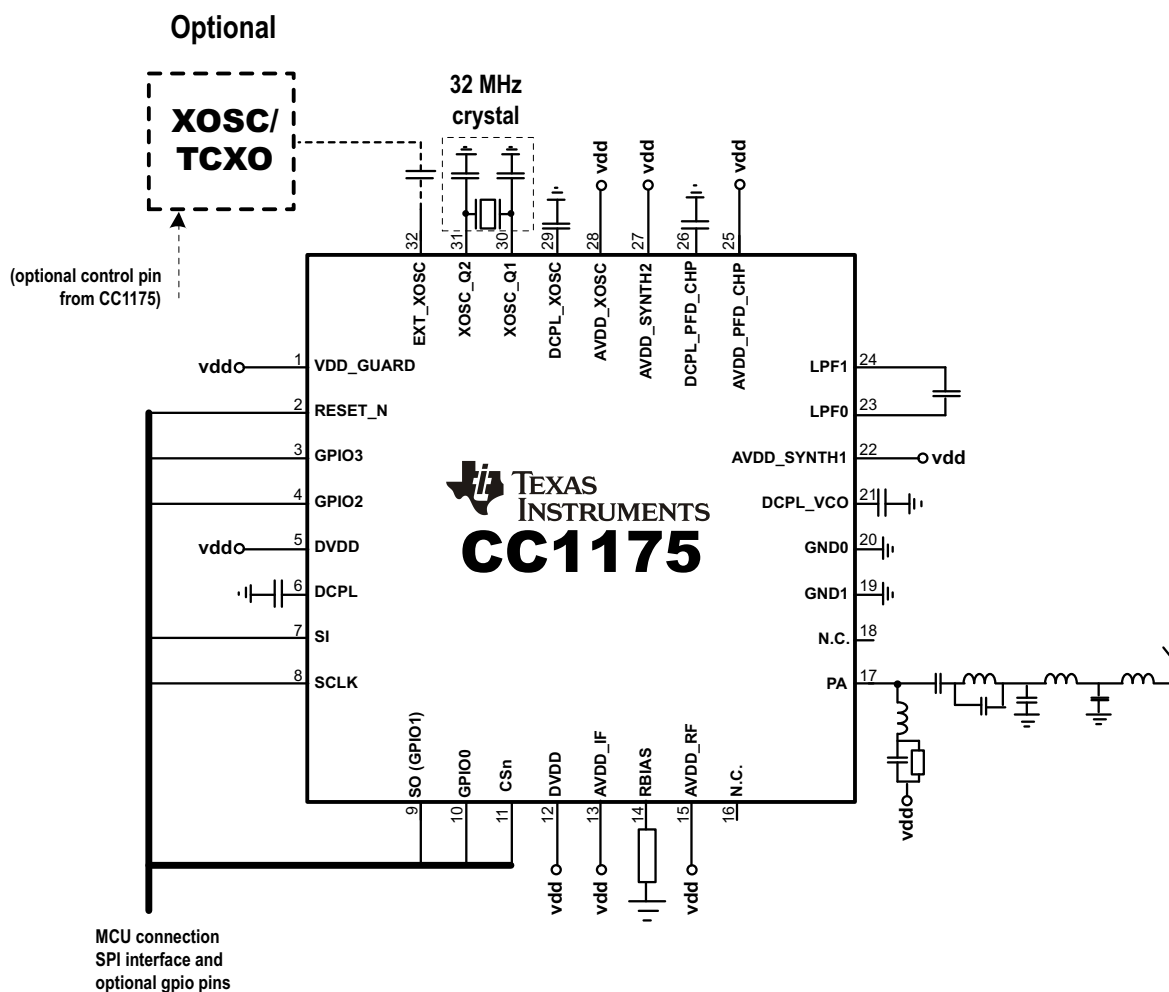 Optional
XOSC/
TCXO
32 MHz
crystal
(optional control pin
from CC1175)
vdd
vdd
vdd
32
31
30
29
28
27
26
25
EXT_XOSC
XOSC_Q2
XOSC_Q1
DCPL_XOSC
AVDD_XOSC
AVDD_SYNTH2
DCPL_PFD_CHP
AVDD_PFD_CHP
vdd 1 VDD_GUARD
2 RESET_N
3 GPIO3
4 GPIO2
vdd 5 DVDD
6 DCPL
7 SI
8 SCLK
TEXAS
INSTRUMENTS
CC1175
LPF1 24
LPF0 23
AVDD_SYNTH1 22 vdd
DCPL_VCO 21
GND0 20
GND1 19
N.C. 18
PA 17
vdd
SO (GPIO1)
GPIO0
CSn
DVDD
AVDD_IF
RBIAS
AVDD_RF
N.C.
9
10
11
12
13
14
15
16
vdd
vdd
vdd
MCU connection
SPI interface and
optional gpio pins